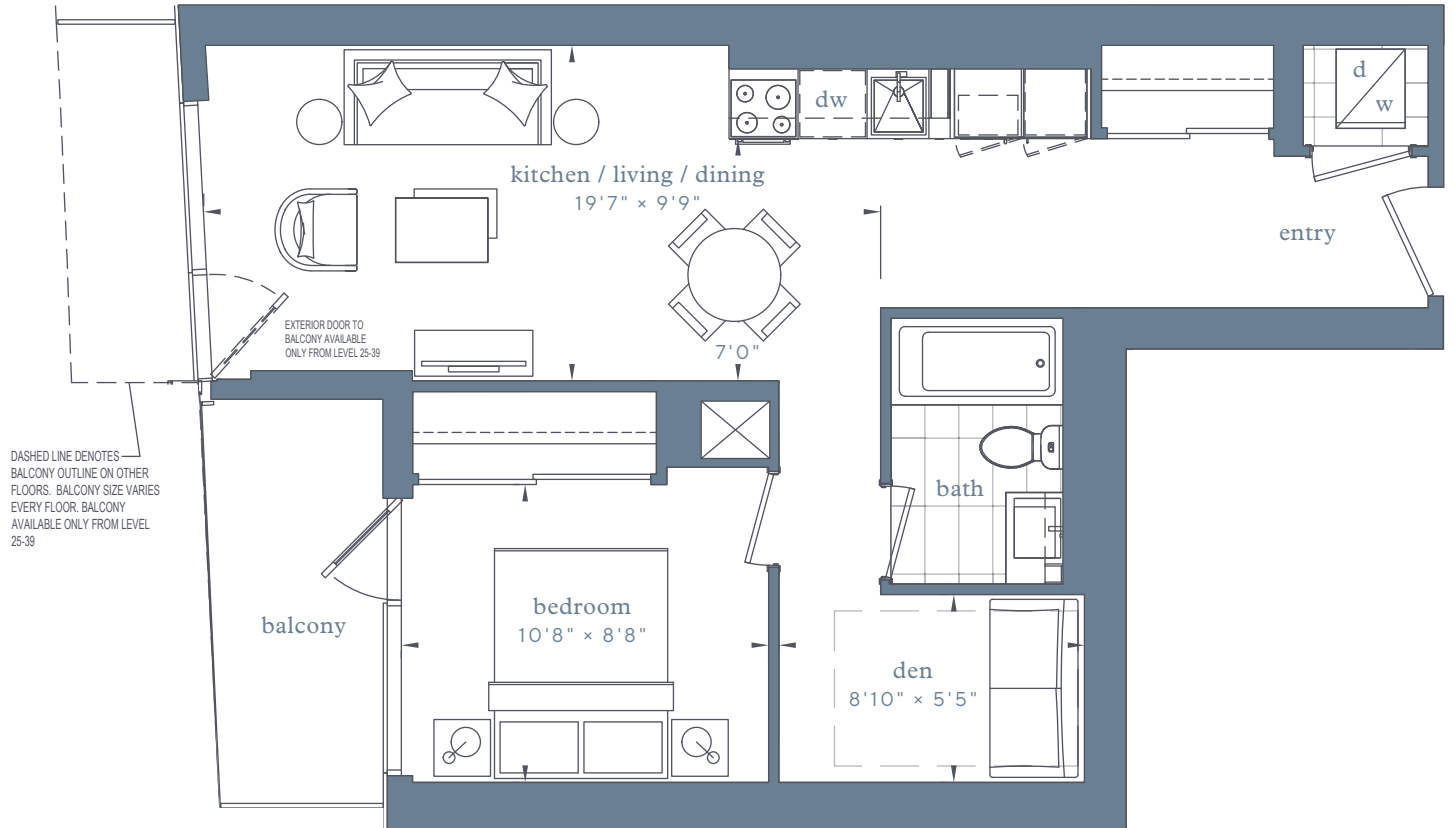 d
w
dw
kitchen / living / dining
19'7" × 9'9"
entry
EXTERIOR DOOR TO
BALCONY AVAILABLE
ONLY FROM LEVEL 25-39
7'0"
DASHED LINE DENOTES
BALCONY OUTLINE ON OTHER
FLOORS. BALCONY SIZE VARIES
EVERY FLOOR. BALCONY
AVAILABLE ONLY FROM LEVEL
25-39
bath
balcony
bedroom
10'8" × 8'8"
den
8'10" × 5'5"